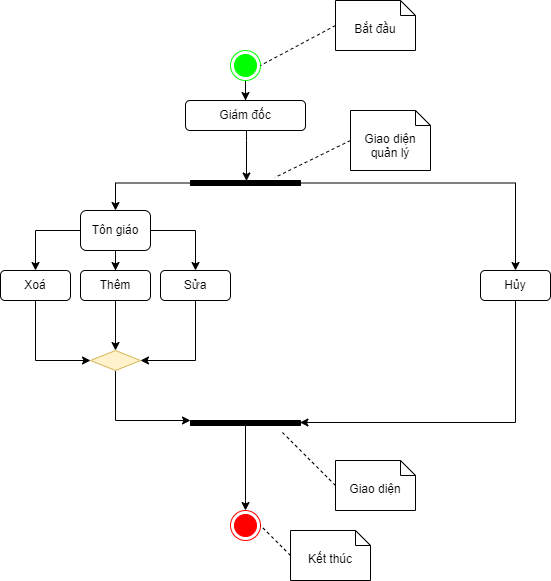 Bắt đầu
Giám đốc
Giao diện
quản lý
Tôn giáo
Xoá
Thêm
Sửa
Hủy
Giao diện
Kết thúc